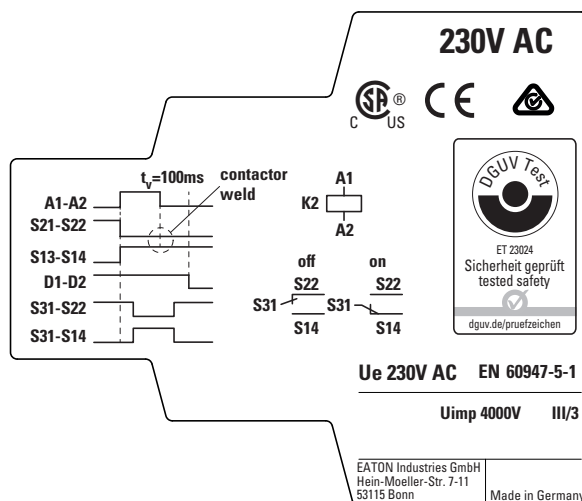 230V AC
C SA ® US
CE
tv=100ms
contactor weld
A1-A2
S21-S22
S13-S14
D1-D2
S31-S22
S31-S14
A1
K2
A2
off
on
S22
S22
S31
S31
S14
S14
DGUV Test
ET 23024
Sicherheit geprüft
tested safety
dguv.de/pruefzeichen
Ue 230V AC EN 60947-5-1
Uimp 4000V III/3
EATON Industries GmbH
Hein-Moeller-Str. 7-11
53115 Bonn
Made in Germany